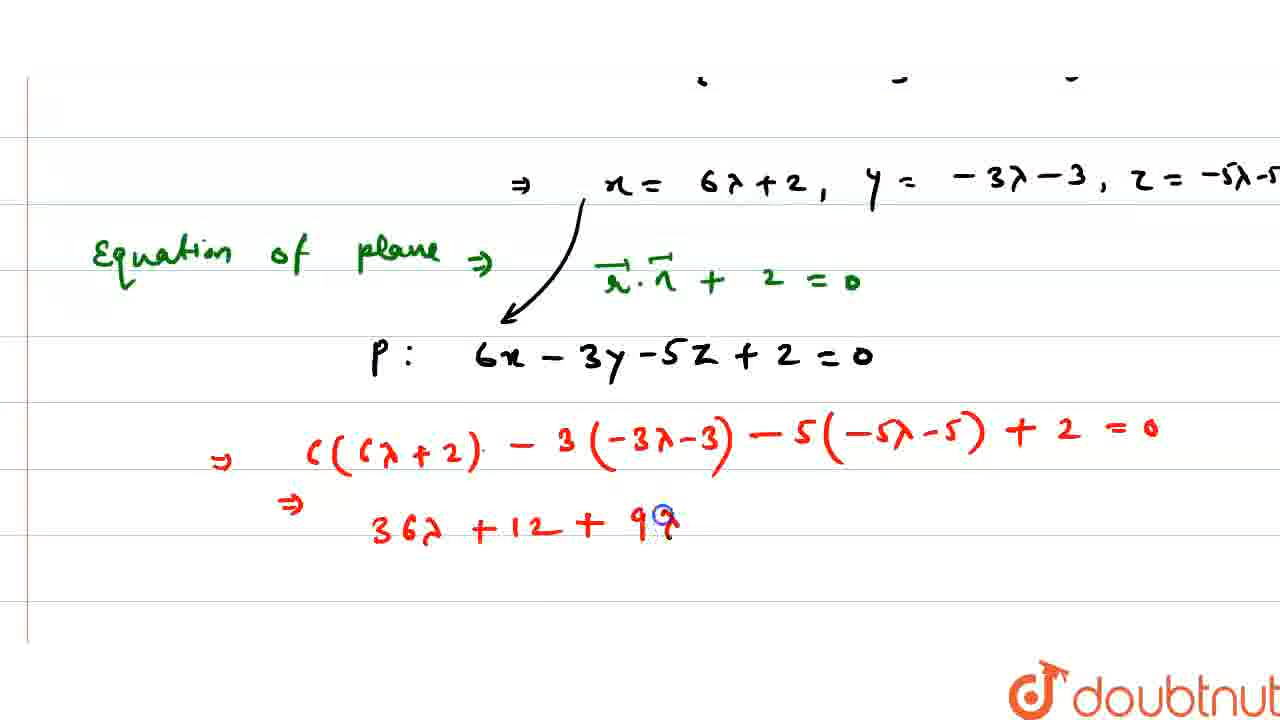 ⇒ x = 6λ + 2, y = -3λ - 3, z = -5λ - 5
Equation of plane ⇒ r⃗.n⃗ + 2 = 0
P: 6x - 3y - 5z + 2 = 0
⇒ 6(6λ + 2) - 3(-3λ - 3) - 5(-5λ - 5) + 2 = 0
⇒ 36λ + 12 + 9λ
doubtnut